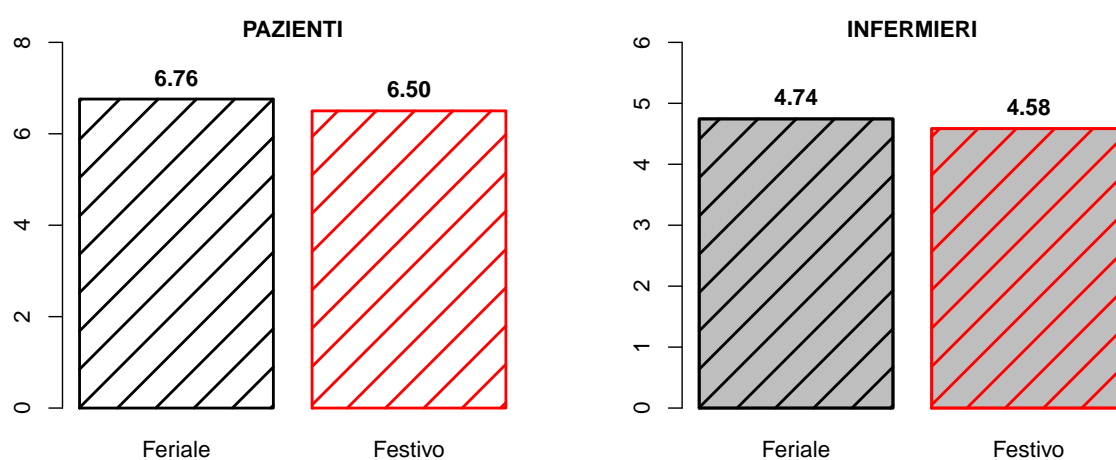 PAZIENTI
8
6
4
2
0
6.76
6.50
Feriale
Festivo
INFERMIERI
6
5
4
3
2
1
0
4.74
4.58
Feriale
Festivo